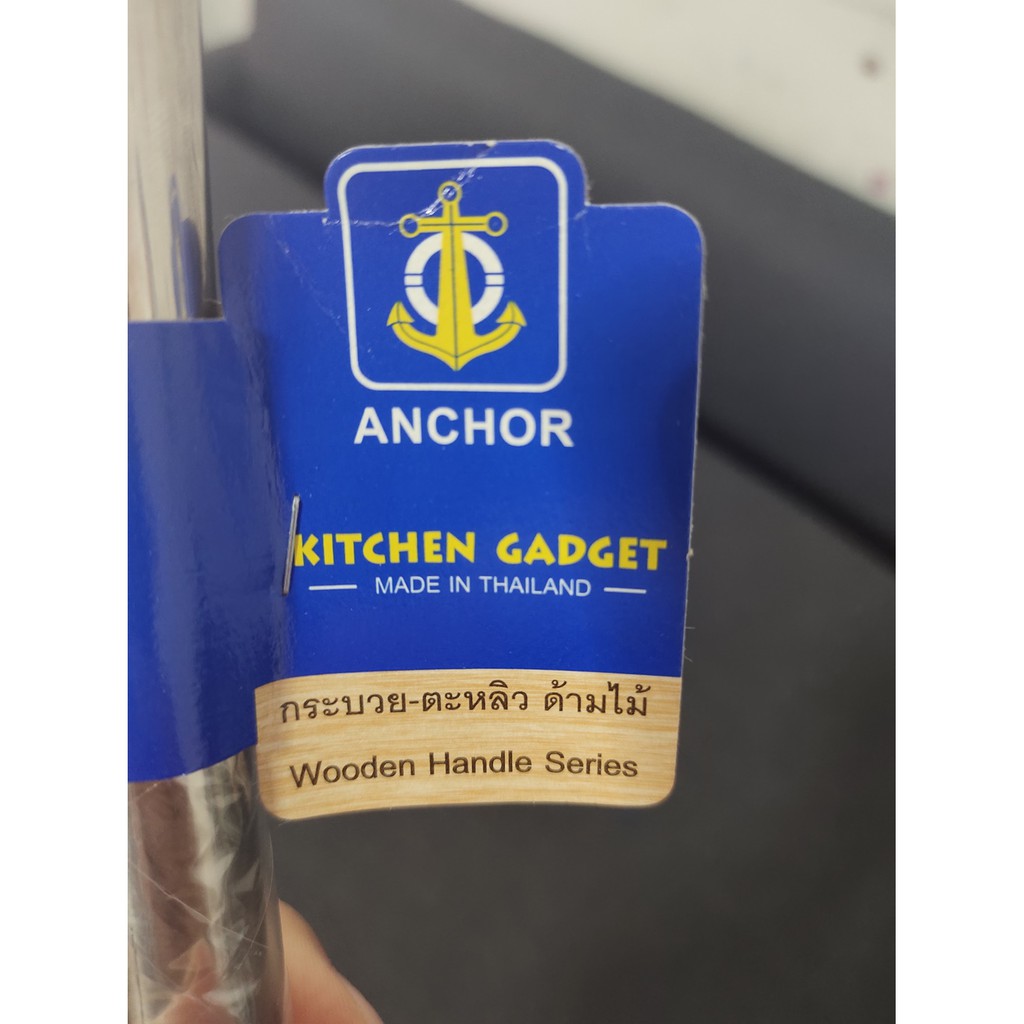 ANCHOR
KITCHEN GADGET
MADE IN THAILAND
กระบวย-ตะหลิว ด้ามไม้
Wooden Handle Series